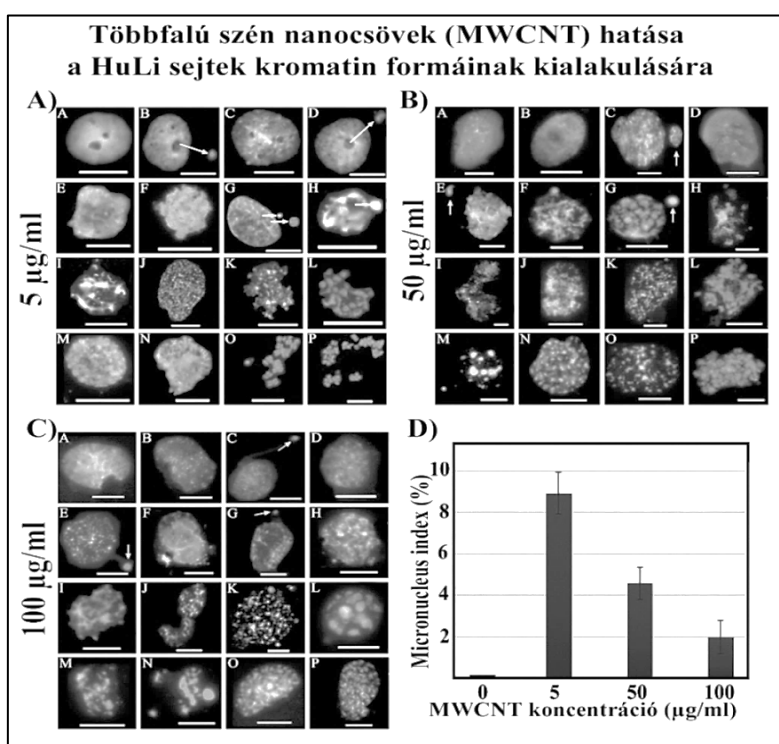 Többfalú szén nanocsövek (MWCNT) hatása
a HuLi sejtek kromatin formáinak kialakulására
A)
5 µg/ml
A B C D
E F G H
I J K L
M N O P
B)
50 µg/ml
A B C D
E F G H
I J K L
M N O P
C)
100 µg/ml
A B C D
E F G H
I J K L
M N O P
D)
Micronucleus index (%)
10
8
6
4
2
0 5 50 100
MWCNT koncentráció (µg/ml)